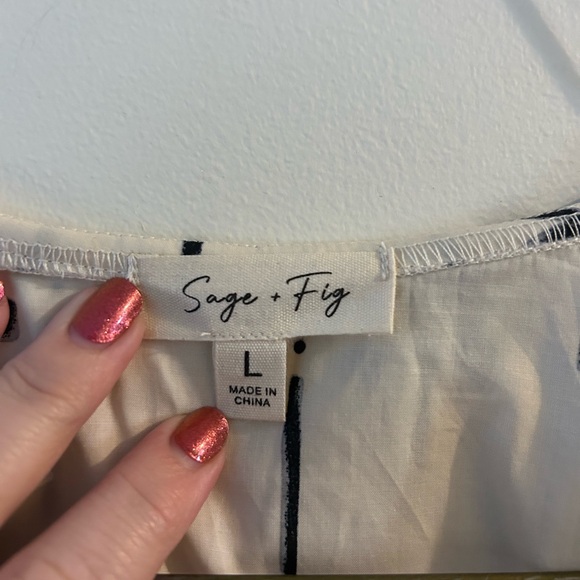 Sage + Fig
L
MADE IN
CHINA